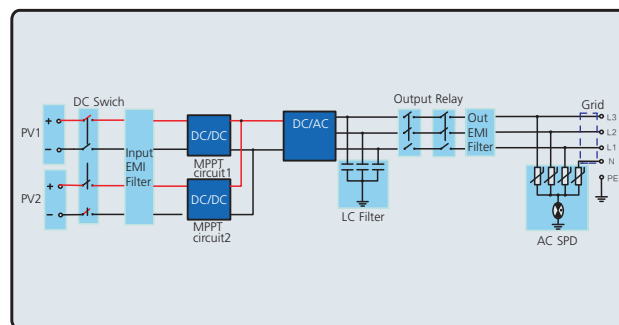 DC Swich
PV1
+
−
PV2
+
−
Input
EMI
Filter
DC/DC
MPPT
circuit1
DC/DC
MPPT
circuit2
DC/AC
LC Filter
Output Relay
Out
EMI
Filter
Grid
L3
L2
L1
N
PE
AC SPD